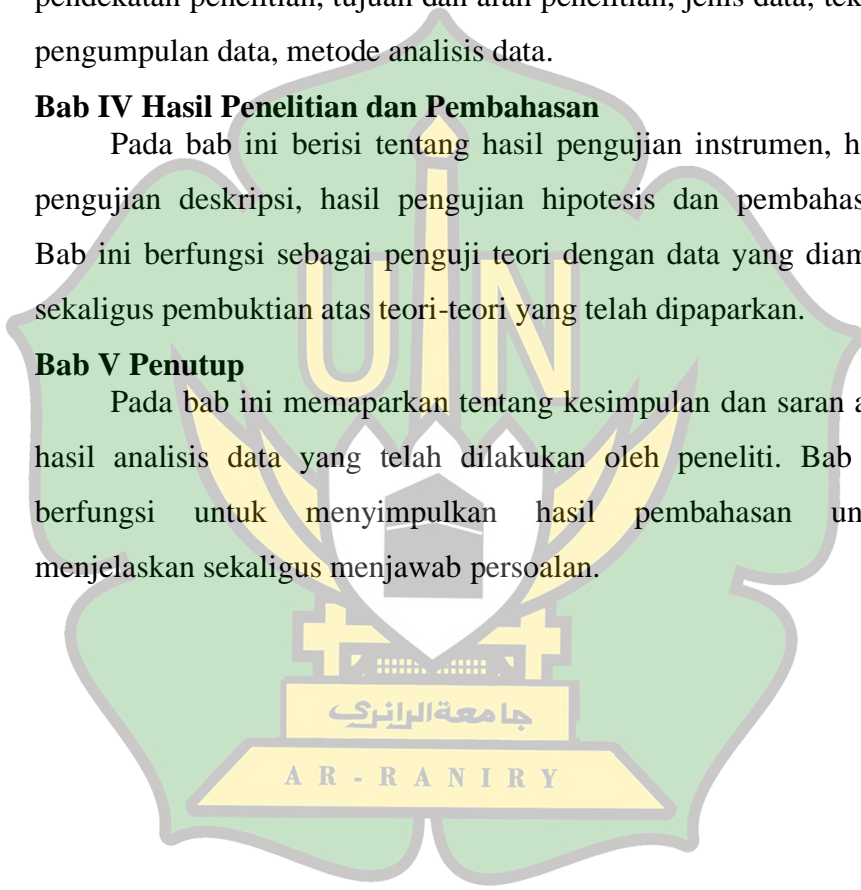 pendekatan penelitian, tujuan dan arah penelitian, jenis data,
pengumpulan data, metode analisis data.
Bab IV Hasil Penelitian dan Pembahasan
Pada bab ini berisi tentang hasil pengujian instrumen,
pengujian deskripsi, hasil pengujian hipotesis dan
Bab ini berfungsi sebagai penguji teori dengan data yang
sekaligus pembuktian atas teori-teori yang telah dipaparkan.
Bab V Penutup
Pada bab ini memaparkan tentang kesimpulan dan saran
hasil analisis data yang telah dilakukan oleh peneliti. Bab
berfungsi untuk menyimpulkan hasil pembahasan
menjelaskan sekaligus menjawab persoalan.
UIN
جامعة الرانري
AR-RANIRY